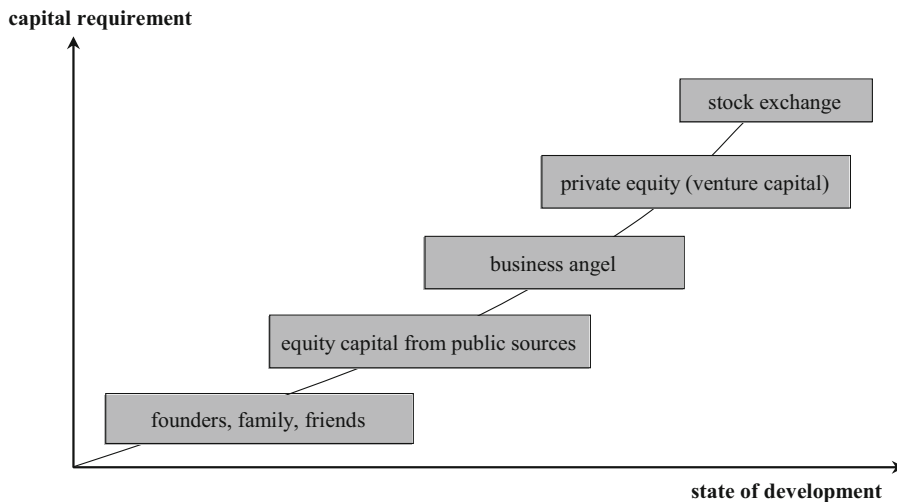 capital requirement
stock exchange
private equity (venture capital)
business angel
equity capital from public sources
founders, family, friends
state of development